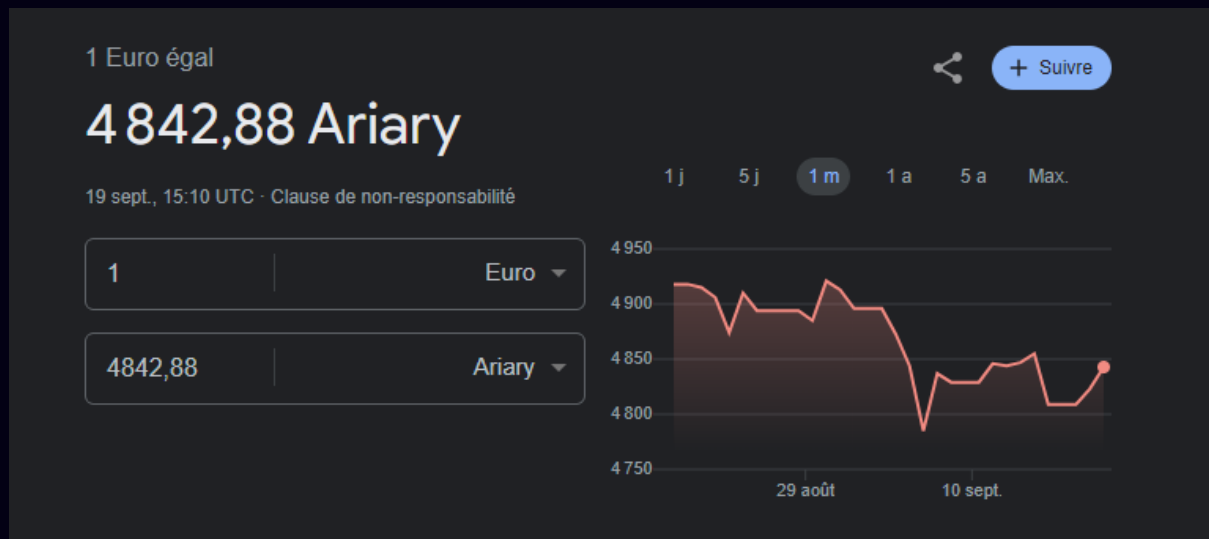 1 Euro égal
4 842,88 Ariary
19 sept., 15:10 UTC · Clause de non-responsabilité
1 Euro
4842,88 Ariary
+ Suivre
1 j 5 j 1 m 1 a 5 a Max.
4 950
4 900
4 850
4 800
4 750
29 août 10 sept.